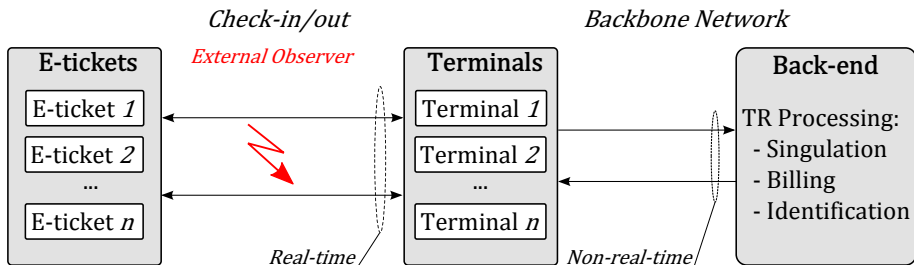 Check-in/out
Backbone Network
E-tickets
External Observer
Terminals
Back-end
E-ticket 1
E-ticket 2
...
E-ticket n
Terminal 1
Terminal 2
...
Terminal n
TR Processing:
- Singulation
- Billing
- Identification
Real-time
Non-real-time